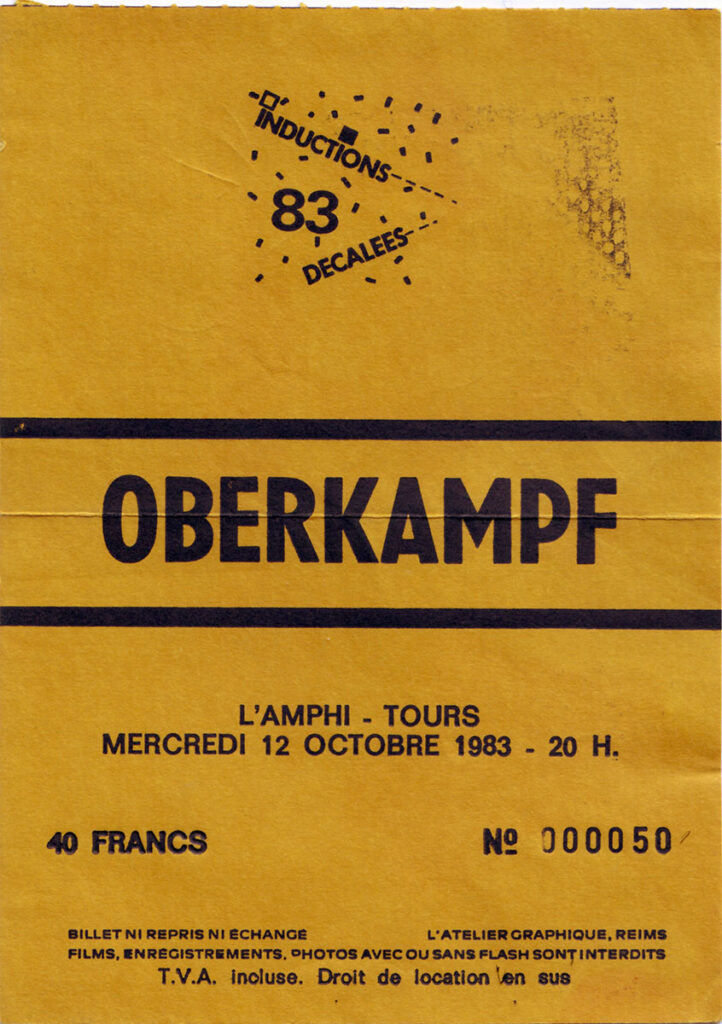 INDUCTIONS
83
DECALEES
OBERKAMPF
L'AMPHI - TOURS
MERCREDI 12 OCTOBRE 1983 - 20 H.
40 FRANCS Nº 000050
BILLET NI REPRIS NI ÉCHANGÉ L'ATELIER GRAPHIQUE, REIMS
FILMS, ENREGISTREMENTS, PHOTOS AVEC OU SANS FLASH SONT INTERDITS
T.V.A. incluse. Droit de location en sus